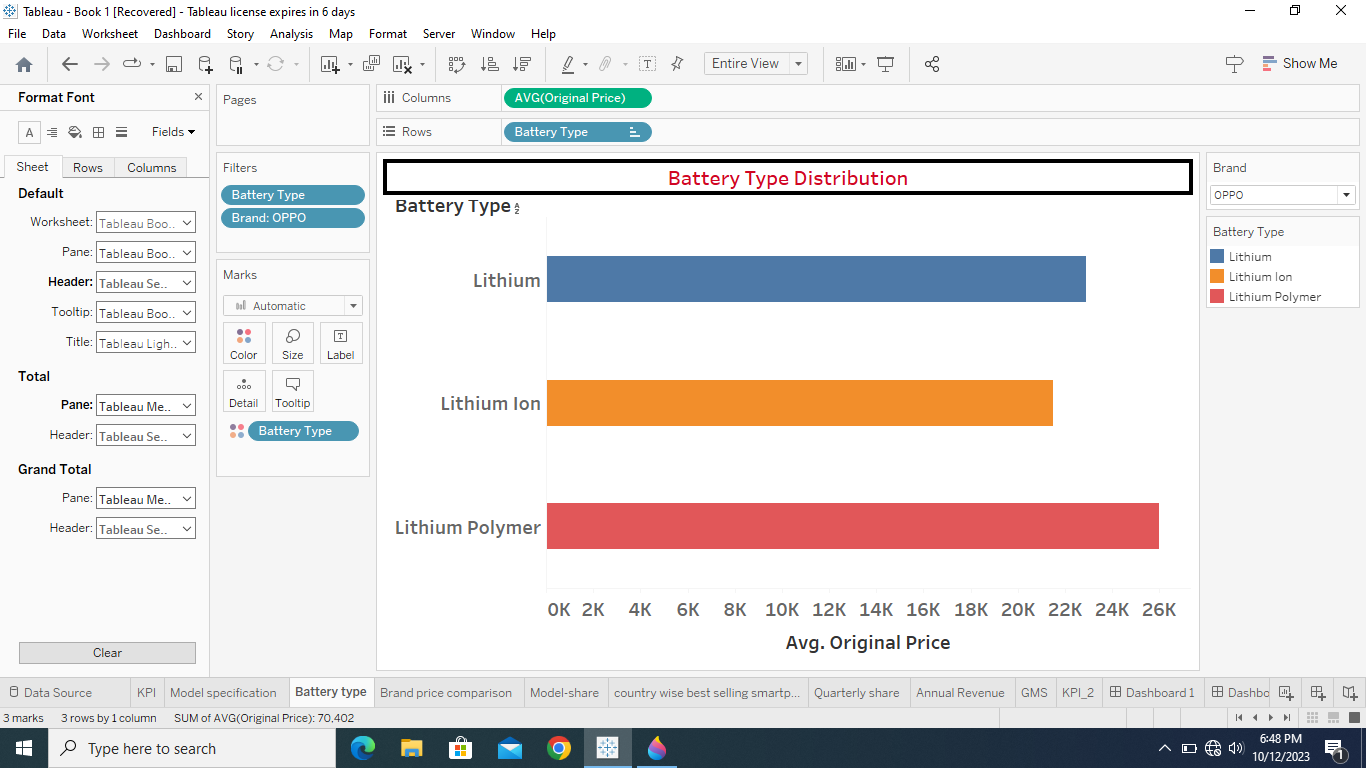 Tableau - Book 1 [Recovered] - Tableau license expires in 6 days
File Data Worksheet Dashboard Story Analysis Map Format Server Window Help
Entire View
Show Me
Format Font
Fields
Sheet Rows Columns
Default
Worksheet: Tableau Boo..
Pane: Tableau Boo..
Header: Tableau Se..
Tooltip: Tableau Boo..
Title: Tableau Ligh..
Total
Pane: Tableau Me..
Header: Tableau Se..
Grand Total
Pane: Tableau Me..
Header: Tableau Se..
Clear
Pages
Filters
Battery Type
Brand: OPPO
Marks
Automatic
Color Size Label
Detail Tooltip
Battery Type
Columns AVG(Original Price)
Rows Battery Type
Battery Type Distribution
Battery Type
Lithium
Lithium Ion
Lithium Polymer
0K 2K 4K 6K 8K 10K 12K 14K 16K 18K 20K 22K 24K 26K
Avg. Original Price
Brand
OPPO
Battery Type
Lithium
Lithium Ion
Lithium Polymer
Data Source KPI Model specification Battery type Brand price comparison Model-share country wise best selling smartp... Quarterly share Annual Revenue GMS KPI_2 Dashboard 1 Dashbo
3 marks 3 rows by 1 column SUM of AVG(Original Price): 70,402
Type here to search
6:48 PM
10/12/2023
1